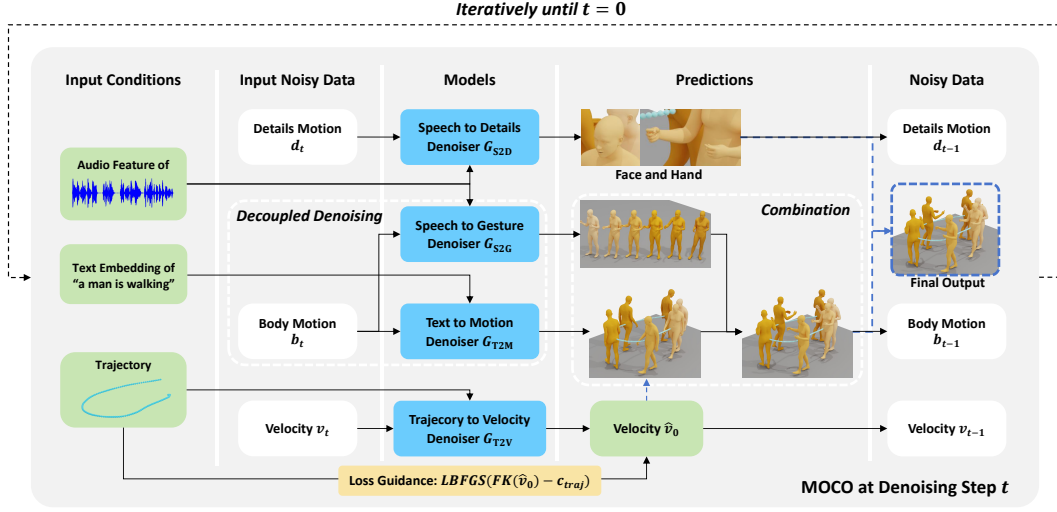 Iteratively until t = 0
Input Conditions
Input Noisy Data
Models
Predictions
Noisy Data
Details Motion
d_t
Speech to Details
Denoiser G_S2D
Face and Hand
Details Motion
d_{t-1}
Audio Feature of
Decoupled Denoising
Speech to Gesture
Denoiser G_S2G
Combination
Final Output
Text Embedding of
“a man is walking”
Body Motion
b_t
Text to Motion
Denoiser G_T2M
Body Motion
b_{t-1}
Trajectory
Velocity v_t
Trajecory to Velocity
Denoiser G_T2V
Velocity v̂_0
Velocity v_{t-1}
Loss Guidance: LBFGS(FK(v̂_0) − c_traj)
MOCO at Denoising Step t